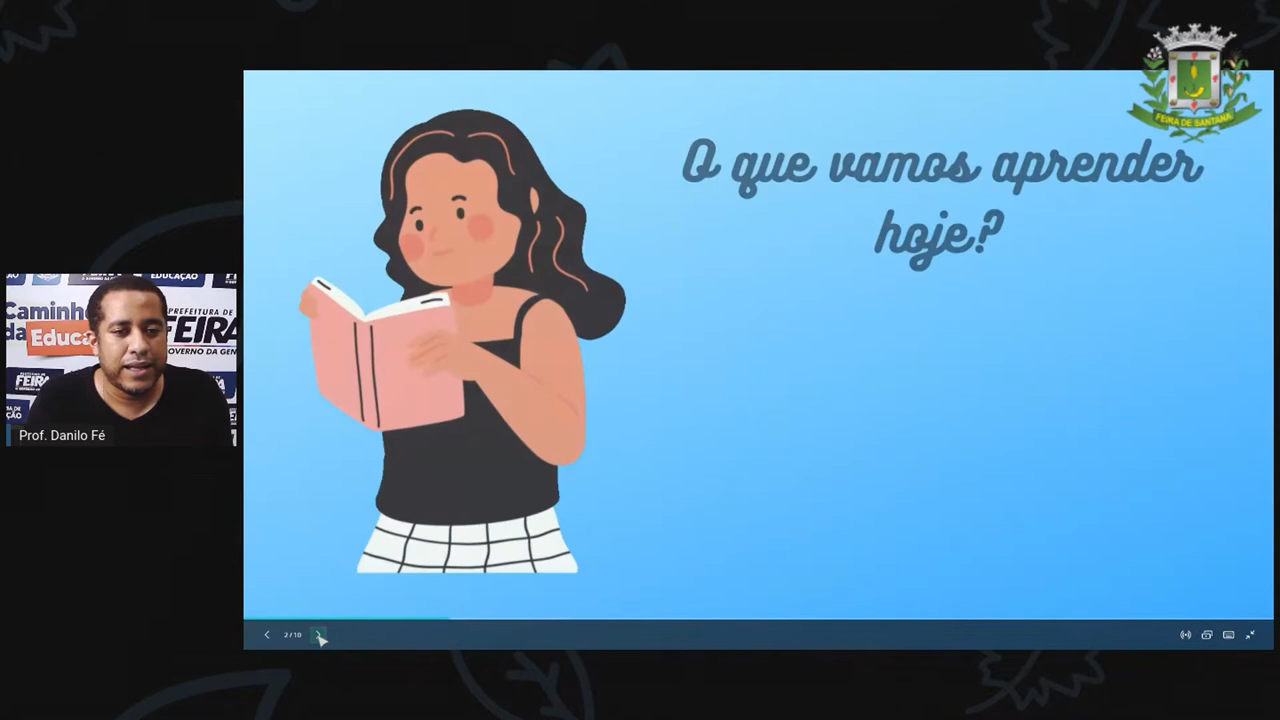 FEIRA DE SANTANA
O que vamos aprender
hoje?
EDUCAÇÃO
Caminho
da
Educa
PREFEITURA DE
FEIRA
GOVERNO DA GEN
FEIRA
Prof. Danilo Fé
2/10